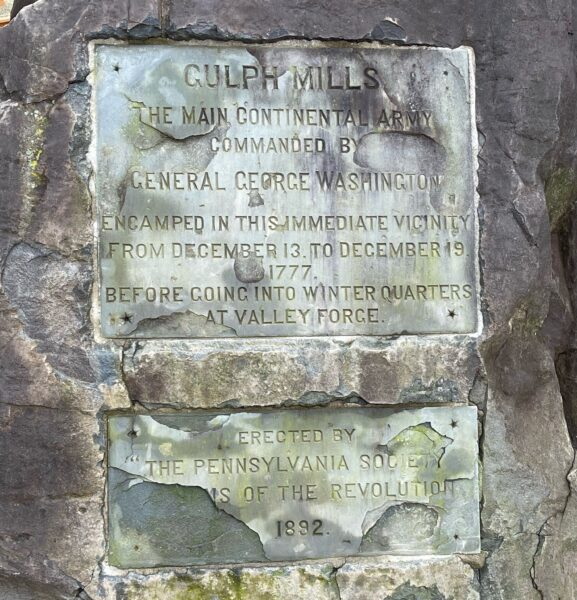 GULPH MILLS
THE MAIN CONTINENTAL ARMY
COMMANDED BY
GENERAL GEORGE WASHINGTON
ENCAMPED IN THIS IMMEDIATE VICINITY
FROM DECEMBER 13. TO DECEMBER 19
1777.
BEFORE GOING INTO WINTER QUARTERS
AT VALLEY FORGE.
ERECTED BY
"THE PENNSYLVANIA SOCIETY
OF THE REVOLUTION
1892.